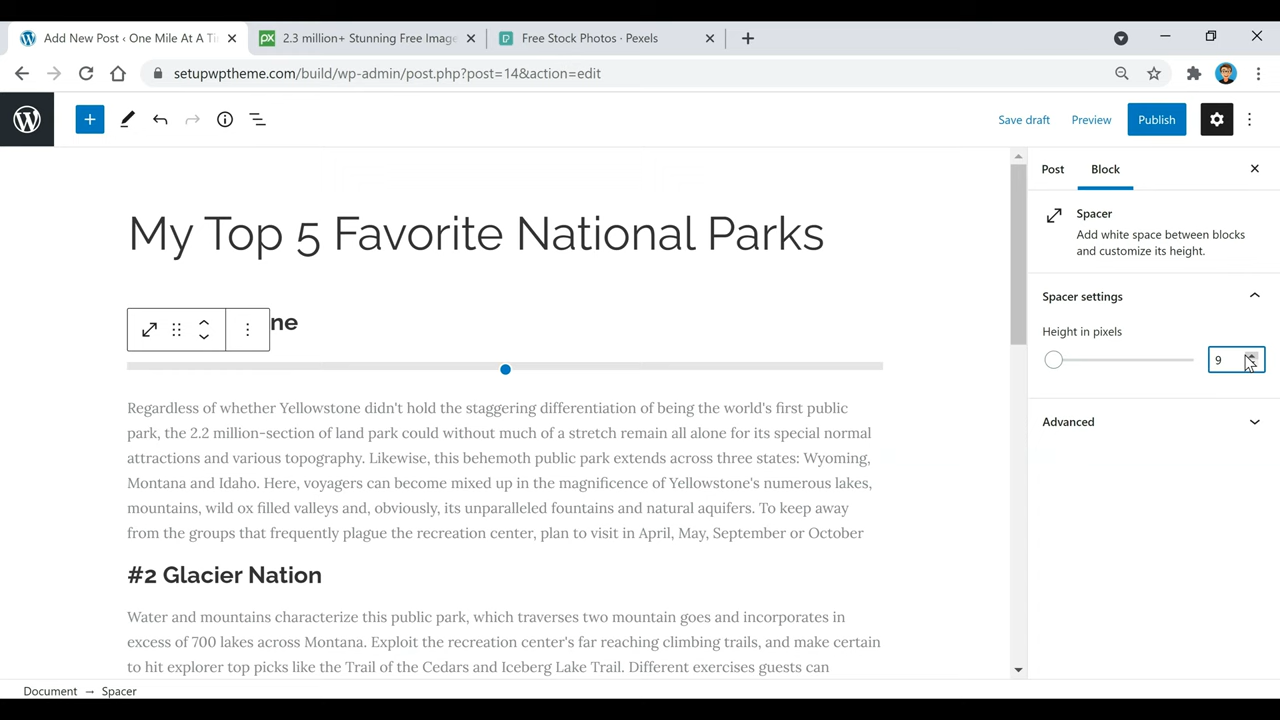 Add New Post ‹ One Mile At A Ti
2.3 million+ Stunning Free Image
Free Stock Photos · Pexels
setupwptheme.com/build/wp-admin/post.php?post=14&action=edit
Save draft
Preview
Publish
Post
Block
Spacer
Add white space between blocks
and customize its height.
Spacer settings
Height in pixels
9
Advanced
My Top 5 Favorite National Parks
ne
Regardless of whether Yellowstone didn't hold the staggering differentiation of being the world's first public
park, the 2.2 million-section of land park could without much of a stretch remain all alone for its special normal
attractions and various topography. Likewise, this behemoth public park extends across three states: Wyoming,
Montana and Idaho. Here, voyagers can become mixed up in the magnificence of Yellowstone's numerous lakes,
mountains, wild ox filled valleys and, obviously, its unparalleled fountains and natural aquifers. To keep away
from the groups that frequently plague the recreation center, plan to visit in April, May, September or October
#2 Glacier Nation
Water and mountains characterize this public park, which traverses two mountain goes and incorporates in
excess of 700 lakes across Montana. Exploit the recreation center's far reaching climbing trails, and make certain
to hit explorer top picks like the Trail of the Cedars and Iceberg Lake Trail. Different exercises guests can
Document → Spacer